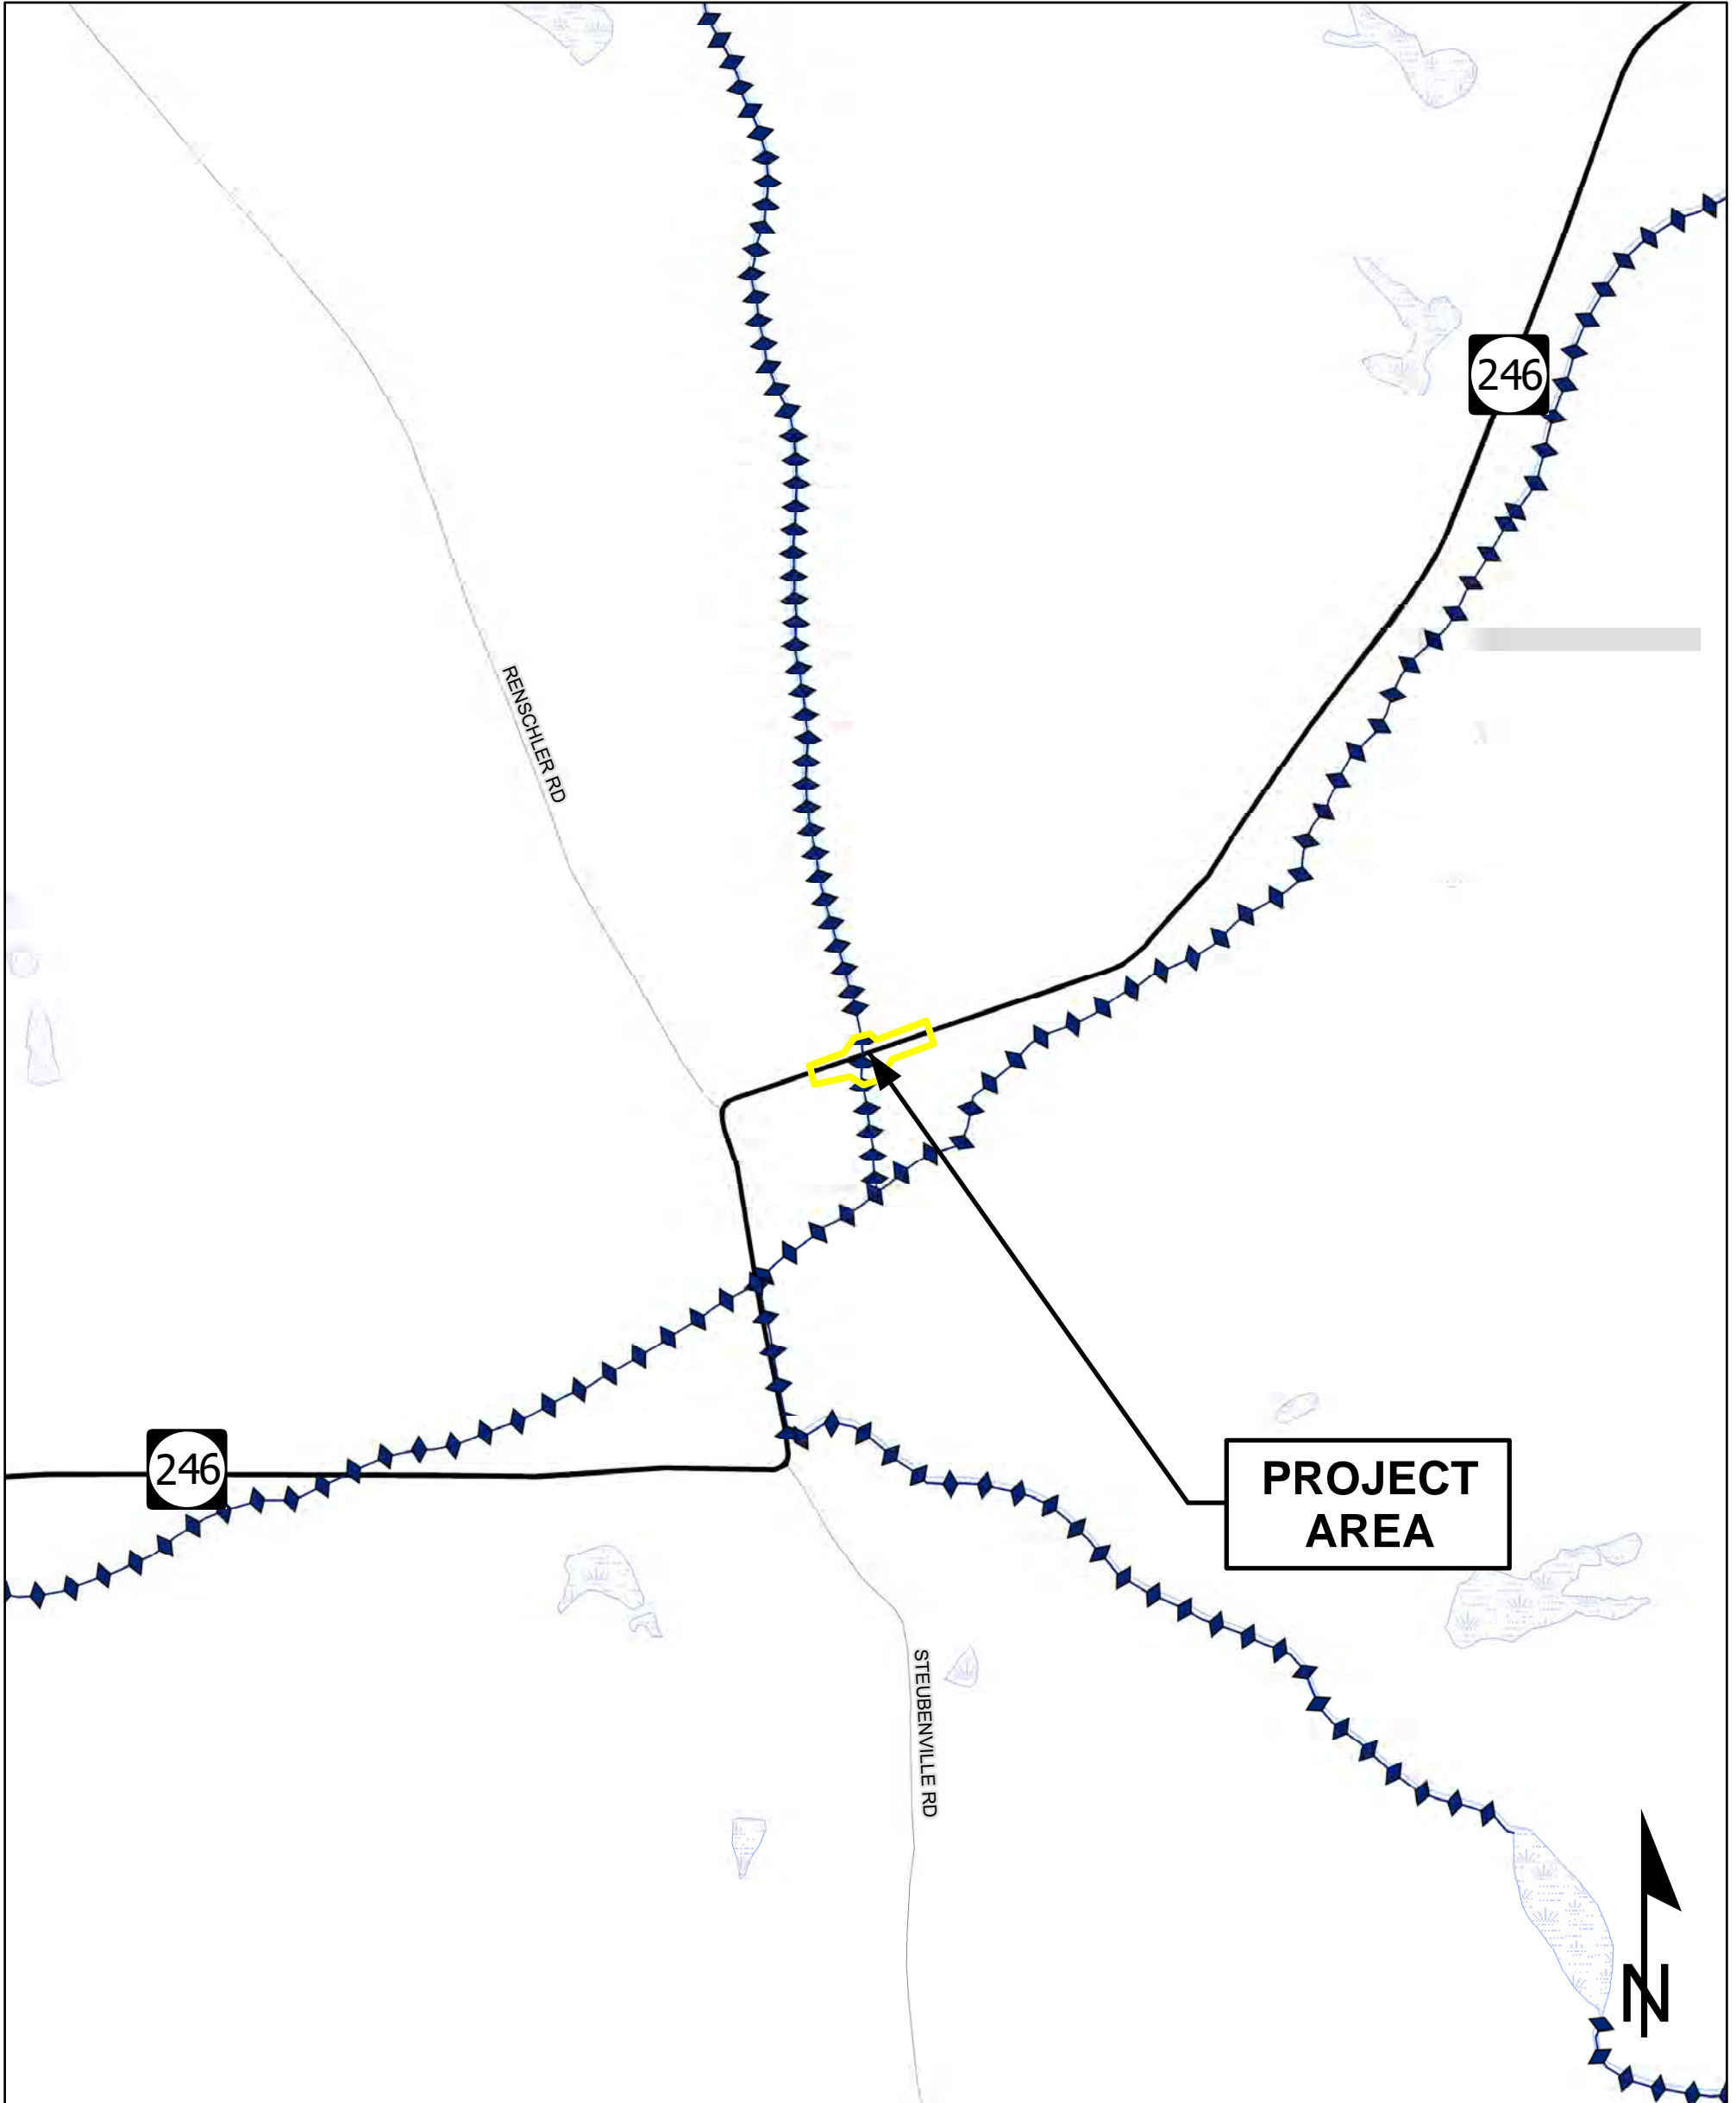 246
RENSCHLER RD
246
PROJECT
AREA
STEUBENVILLE RD
N